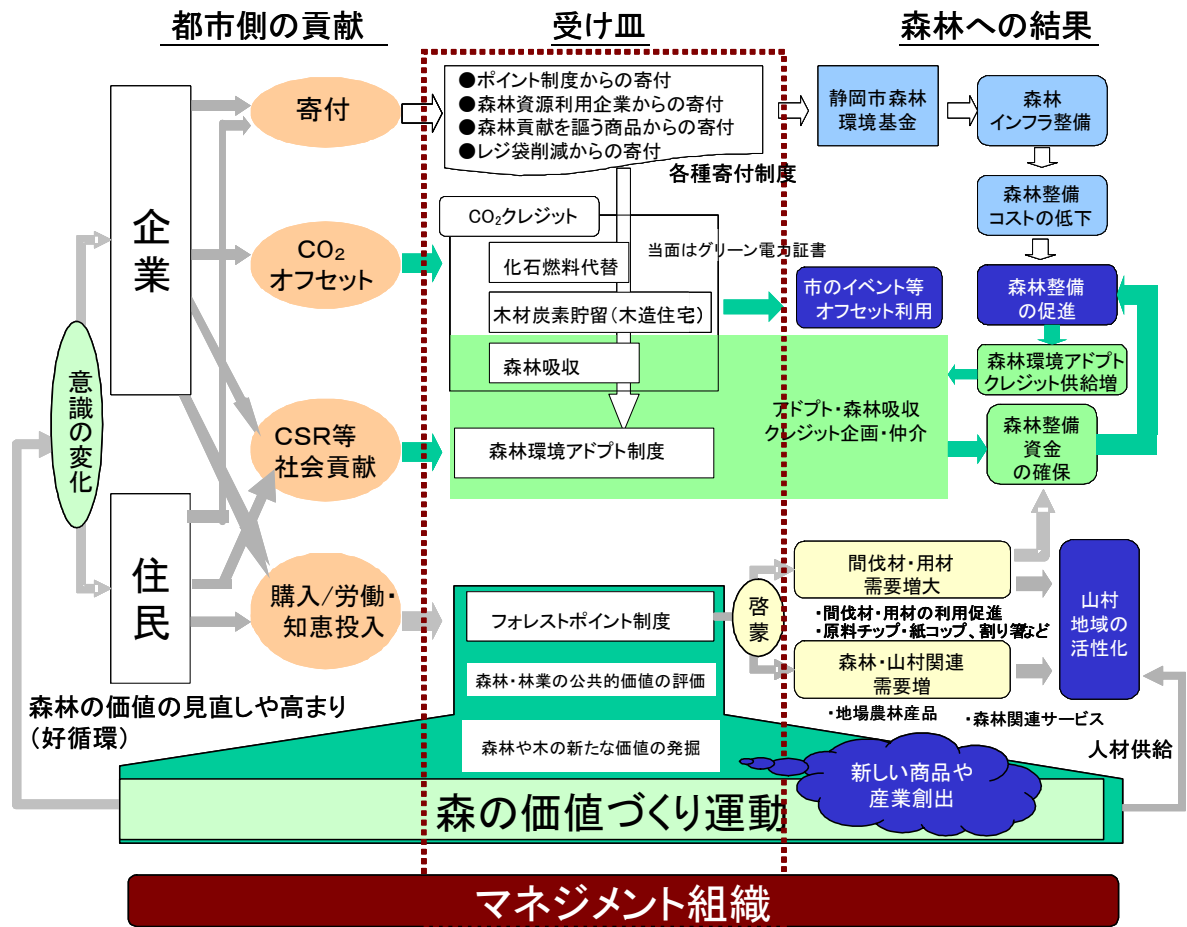 都市側の貢献
受け皿
森林への結果
企業
住民
意識の変化
寄付
CO₂
オフセット
CSR等
社会貢献
購入/労働・
知恵投入
●ポイント制度からの寄付
●森林資源利用企業からの寄付
●森林貢献を謳う商品からの寄付
●レジ袋削減からの寄付
各種寄付制度
CO₂クレジット
当面はグリーン電力証書
化石燃料代替
木材炭素貯留(木造住宅)
森林吸収
森林環境アドプト制度
アドプト・森林吸収
クレジット企画・仲介
静岡市森林
環境基金
森林
インフラ整備
森林整備
コストの低下
市のイベント等
オフセット利用
森林整備
の促進
森林環境アドプト
クレジット供給増
森林整備
資金
の確保
フォレストポイント制度
森林・林業の公共的価値の評価
森林や木の新たな価値の発掘
啓蒙
間伐材・用材
需要増大
・間伐材・用材の利用促進
・原料チップ・紙コップ、割り箸など
森林・山村関連
需要増
・地場農林産品
・森林関連サービス
山村
地域の
活性化
人材供給
新しい商品や
産業創出
森林の価値の見直しや高まり
(好循環)
森の価値づくり運動
マネジメント組織